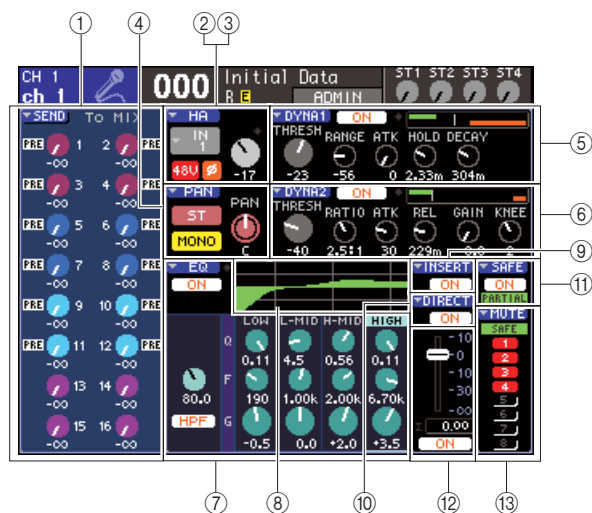 ① ④ ② ③
CH 1 000 Initial Data ST1 ST2 ST3 ST4
ch 1 R E ADMIN
SEND To MIX HA DYNA1 ON
PRE 1 2 PRE IN 1 THRESH RANGE ATK HOLD DECAY
-∞ -∞ 48V Ø -17 -23 -56 0 2.33m 304m ⑤
PRE 3 4 PRE
-∞ -∞
PAN DYNA2 ON
PRE 5 6 PRE ST PAN THRESH RATIO ATK REL GAIN KNEE ⑥
-∞ -∞ MONO C -40 2.5:1 30 229m 0.0 2
⑨
PRE 7 8 PRE EQ INSERT SAFE
-∞ -∞ ON ON ON ⑪
DIRECT PARTIAL
PRE 9 10 PRE ON MUTE
-∞ -∞ LOW L-MID H-MID HIGH SAFE
PRE 11 12 PRE Q 0.11 4.5 0.56 0.11 -10 1
-∞ -∞ -0 2
13 14 80.0 F 190 1.00k 2.00k 6.70k -10 3
-∞ -∞ -30 4
HPF -∞ 5
15 16 G Σ 0.00 6
-∞ -∞ -0.5 0.0 +2.0 +3.5 ON 7
8
⑦ ⑧ ⑩ ⑫ ⑬